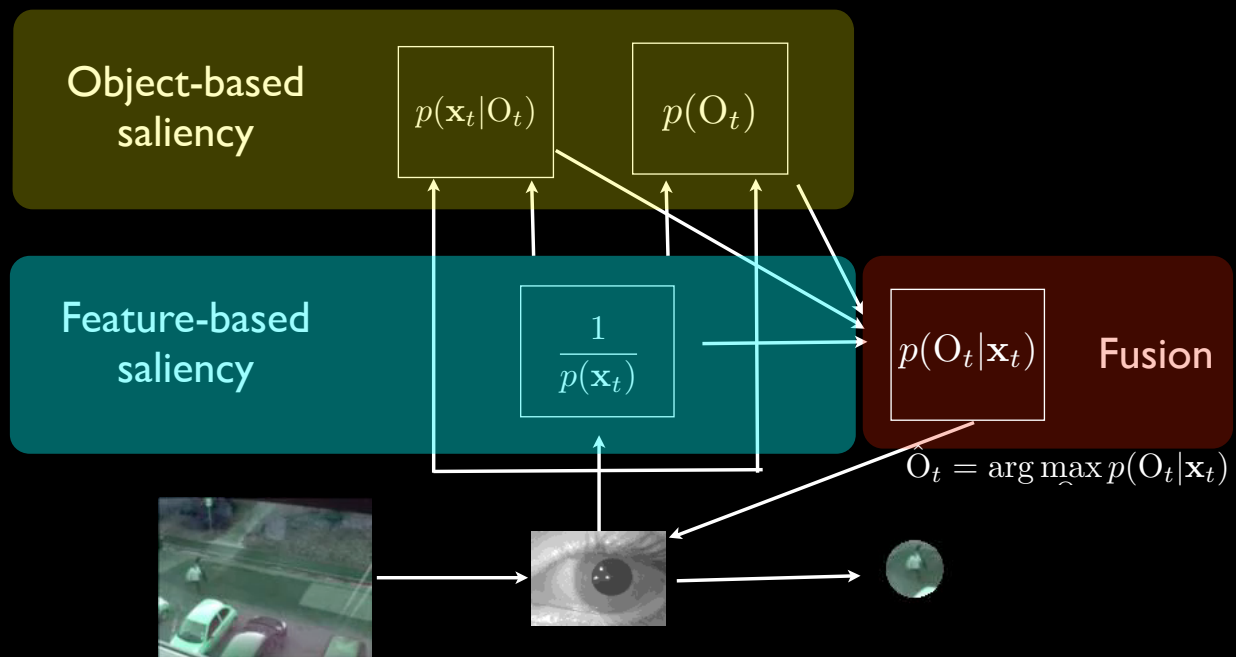 Object-based
saliency
p(x_t|O_t)
p(O_t)
Feature-based
saliency
1
p(x_t)
p(O_t|x_t)
Fusion
Ô_t = arg max p(O_t|x_t)